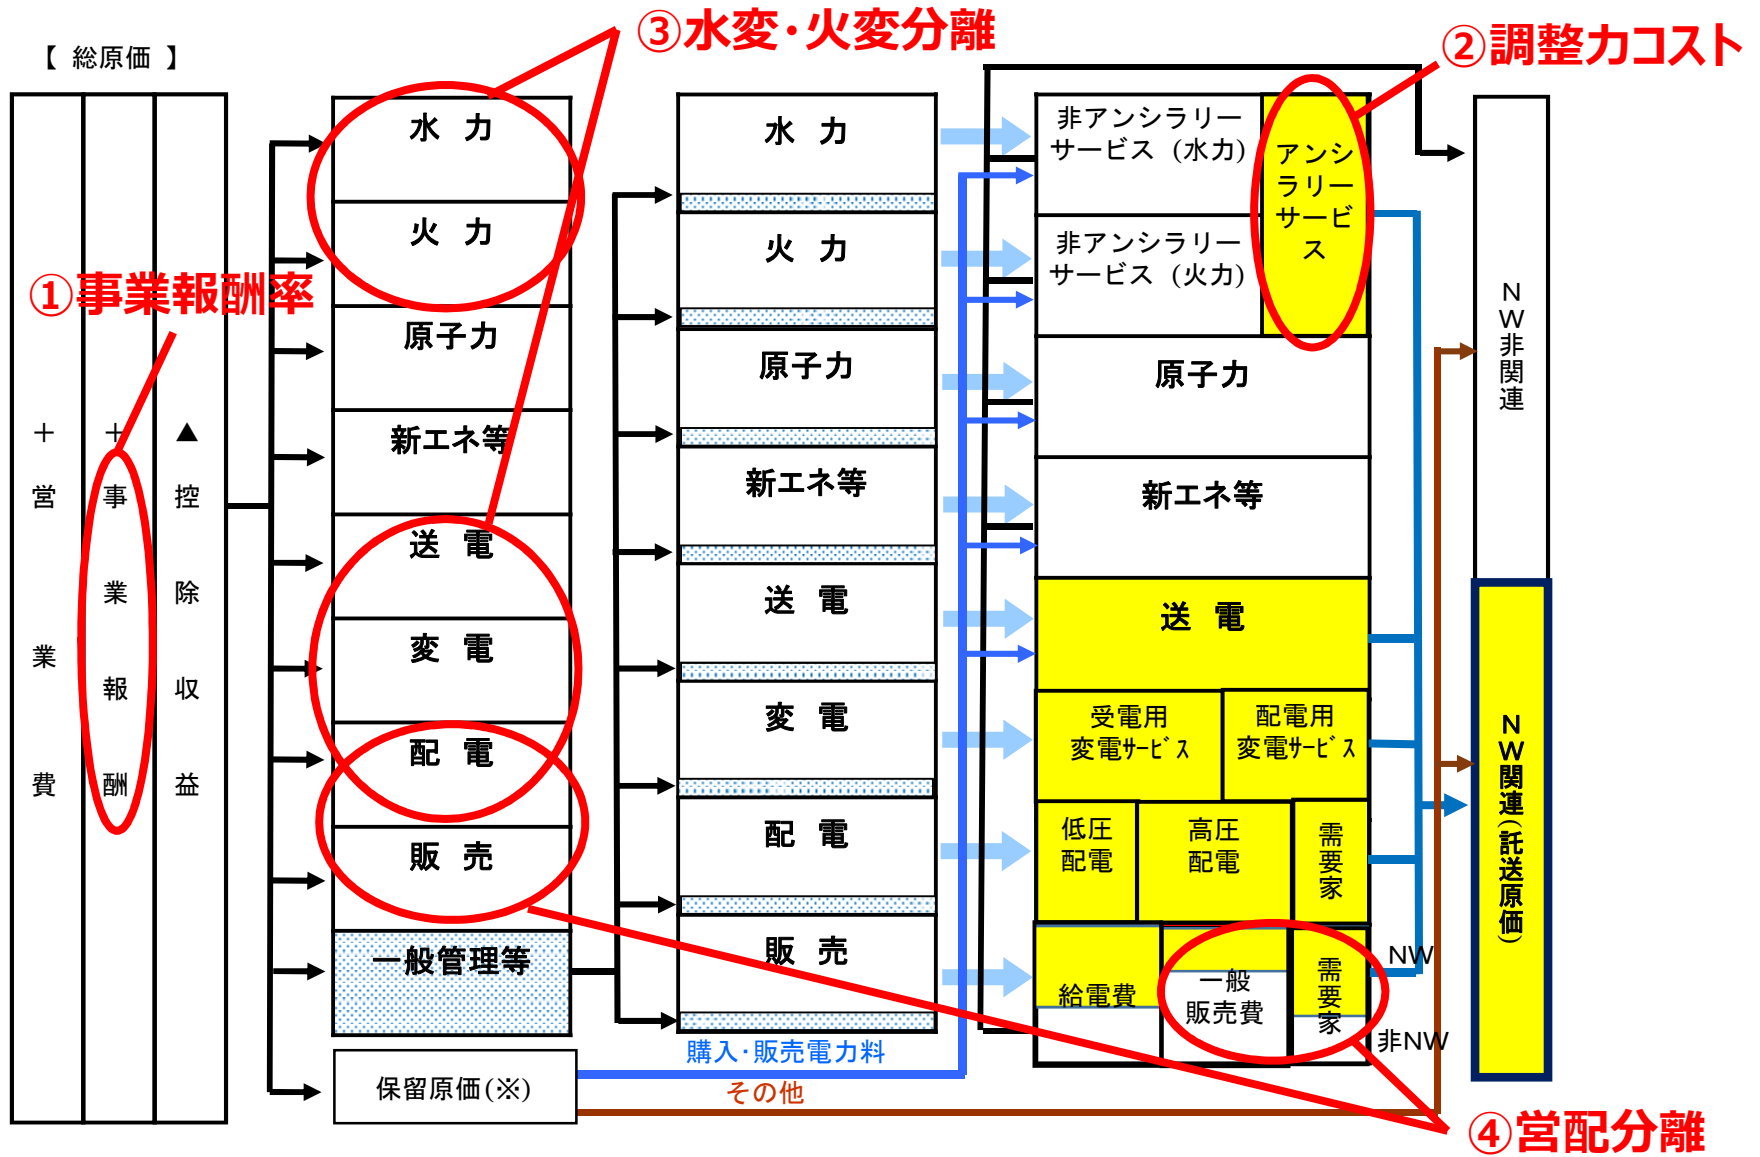 ③水変・火変分離
②調整力コスト
【 総原価 】
①事業報酬率
＋営業費
＋事業報酬
▲控除収益
水 力
火 力
原子力
新エネ等
送 電
変 電
配 電
販 売
一般管理等
保留原価(※)
水 力
火 力
原子力
新エネ等
送 電
変 電
配 電
販 売
購入・販売電力料
その他
非アンシラリー
サービス (水力)
非アンシラリー
サービス (火力)
アンシ
ラリー
サービ
ス
原子力
新エネ等
送 電
受電用
変電ｻｰﾋﾞｽ
配電用
変電ｻｰﾋﾞｽ
低圧
配電
高圧
配電
需要家
給電費
一般
販売費
需要家
NW
非NW
NW非関連
NW関連(託送原価)
④営配分離